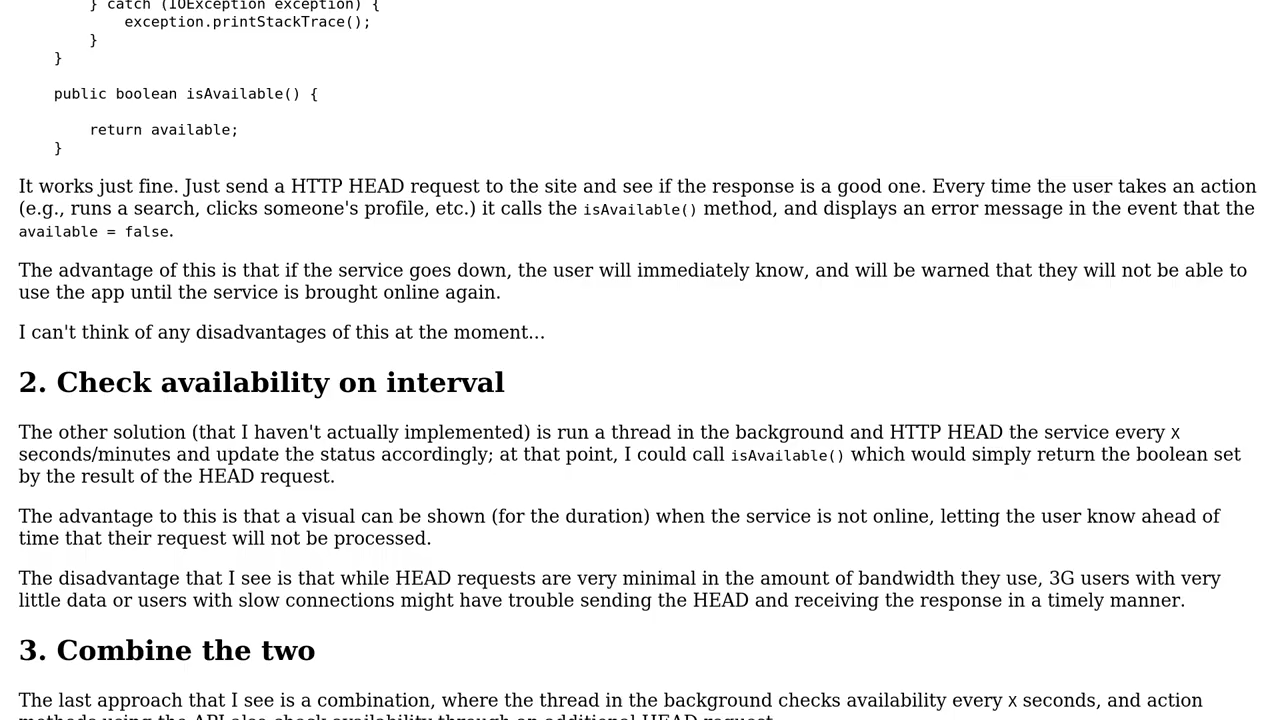 } catch (IOException exception) {
exception.printStackTrace();
}
}
public boolean isAvailable() {
return available;
}
It works just fine. Just send a HTTP HEAD request to the site and see if the response is a good one. Every time the user takes an action
(e.g., runs a search, clicks someone's profile, etc.) it calls the isAvailable() method, and displays an error message in the event that the
available = false.
The advantage of this is that if the service goes down, the user will immediately know, and will be warned that they will not be able to
use the app until the service is brought online again.
I can't think of any disadvantages of this at the moment...
2. Check availability on interval
The other solution (that I haven't actually implemented) is run a thread in the background and HTTP HEAD the service every X
seconds/minutes and update the status accordingly; at that point, I could call isAvailable() which would simply return the boolean set
by the result of the HEAD request.
The advantage to this is that a visual can be shown (for the duration) when the service is not online, letting the user know ahead of
time that their request will not be processed.
The disadvantage that I see is that while HEAD requests are very minimal in the amount of bandwidth they use, 3G users with very
little data or users with slow connections might have trouble sending the HEAD and receiving the response in a timely manner.
3. Combine the two
The last approach that I see is a combination, where the thread in the background checks availability every X seconds, and action
methods using the API also check availability through an additional HEAD request.